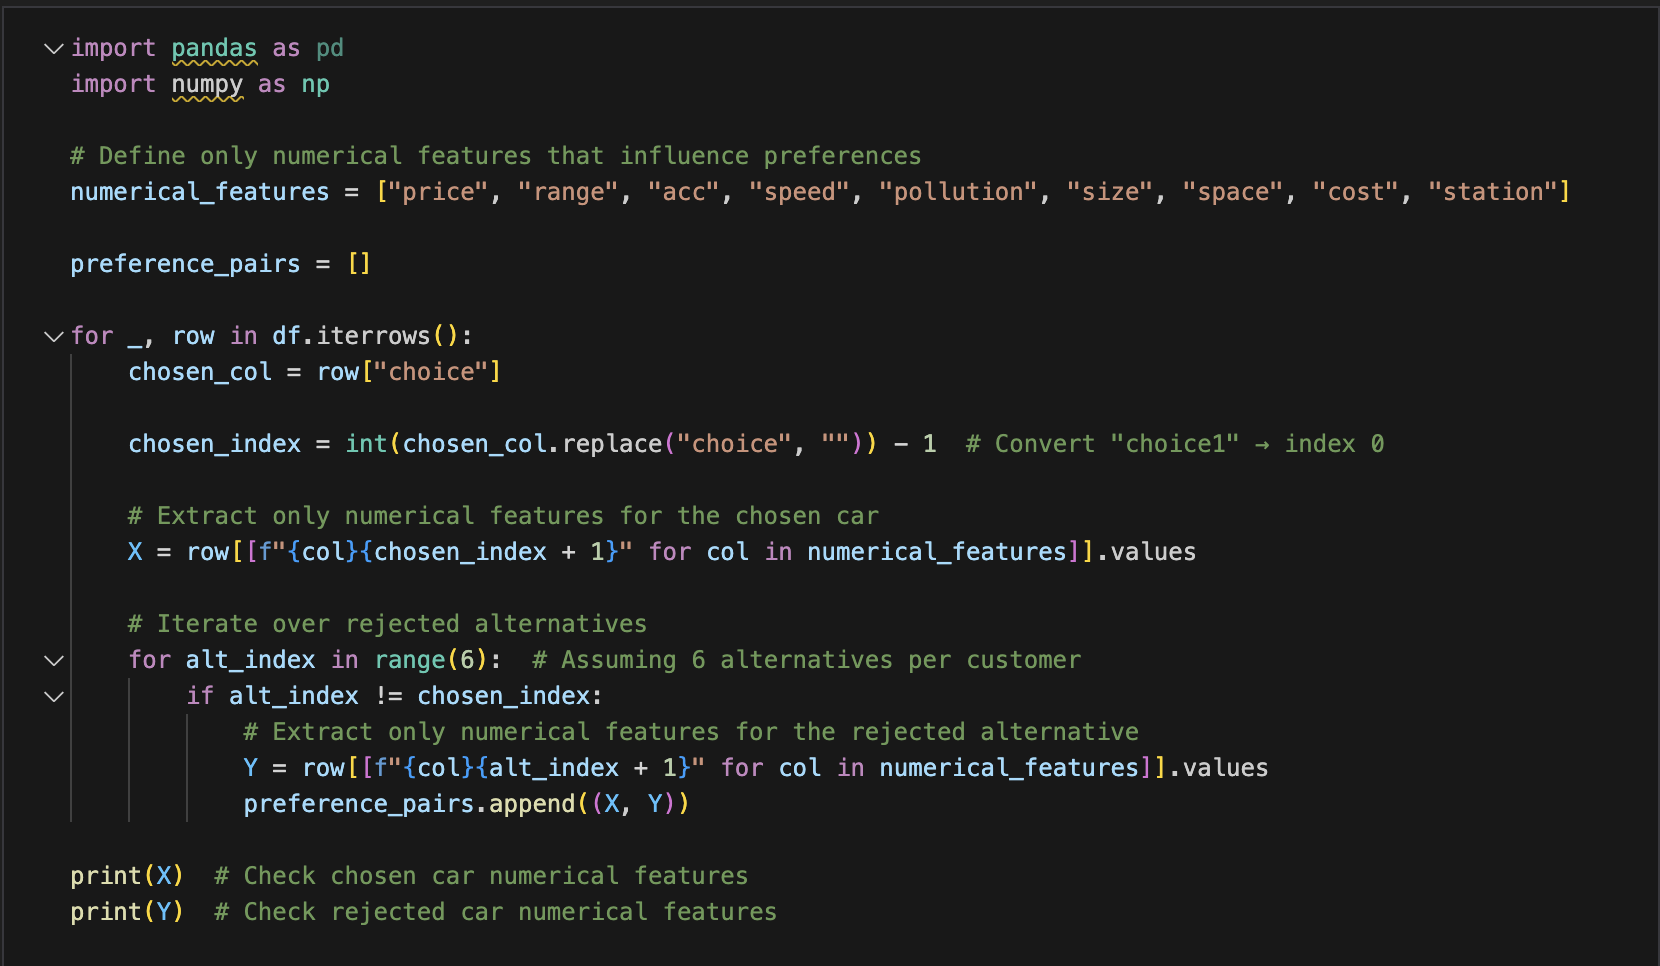 import pandas as pd
import numpy as np
# Define only numerical features that influence preferences
numerical_features = ["price", "range", "acc", "speed", "pollution", "size", "space", "cost", "station"]
preference_pairs = []
for _, row in df.iterrows():
    chosen_col = row["choice"]
    chosen_index = int(chosen_col.replace("choice", "")) - 1  # Convert "choice1" → index 0
    # Extract only numerical features for the chosen car
    X = row[[f"{col}{chosen_index + 1}" for col in numerical_features]].values
    # Iterate over rejected alternatives
    for alt_index in range(6):  # Assuming 6 alternatives per customer
        if alt_index != chosen_index:
            # Extract only numerical features for the rejected alternative
            Y = row[[f"{col}{alt_index + 1}" for col in numerical_features]].values
            preference_pairs.append((X, Y))
print(X)  # Check chosen car numerical features
print(Y)  # Check rejected car numerical features